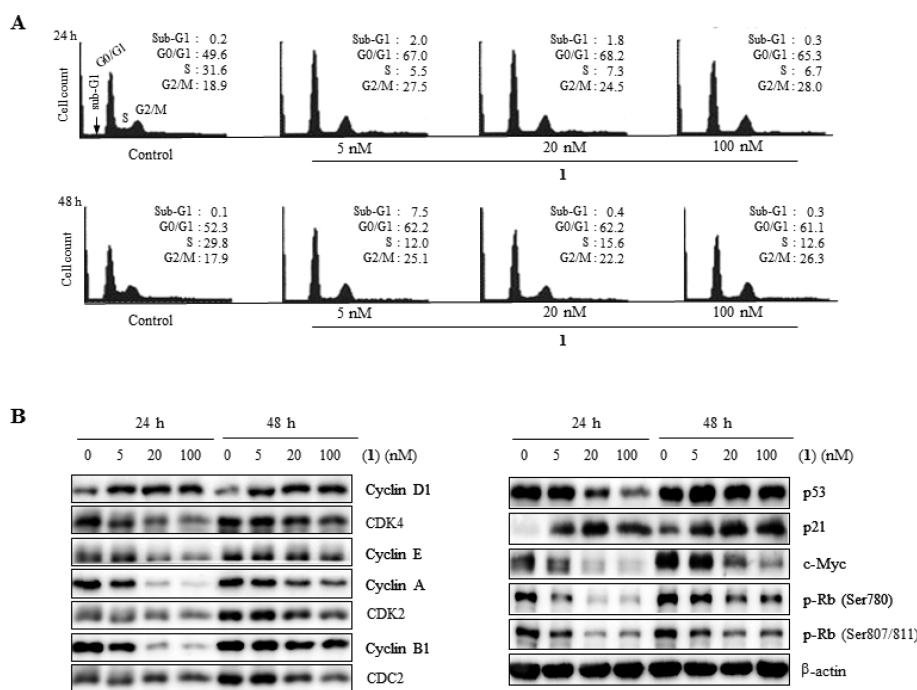 A
24 h
Cell count
sub-G1
G0/G1
S
G2/M
Sub-G1 : 0.2
G0/G1 : 49.6
S : 31.6
G2/M : 18.9
Control
Sub-G1 : 2.0
G0/G1 : 67.0
S : 5.5
G2/M : 27.5
5 nM
Sub-G1 : 1.8
G0/G1 : 68.2
S : 7.3
G2/M : 24.5
20 nM
Sub-G1 : 0.3
G0/G1 : 65.3
S : 6.7
G2/M : 28.0
100 nM
1
48 h
Cell count
Sub-G1 : 0.1
G0/G1 : 52.3
S : 29.8
G2/M : 17.9
Control
Sub-G1 : 7.5
G0/G1 : 62.2
S : 12.0
G2/M : 25.1
5 nM
Sub-G1 : 0.4
G0/G1 : 62.2
S : 15.6
G2/M : 22.2
20 nM
Sub-G1 : 0.3
G0/G1 : 61.1
S : 12.6
G2/M : 26.3
100 nM
1
B
24 h 48 h
0 5 20 100 0 5 20 100 (1) (nM)
Cyclin D1
CDK4
Cyclin E
Cyclin A
CDK2
Cyclin B1
CDC2
24 h 48 h
0 5 20 100 0 5 20 100 (1) (nM)
p53
p21
c-Myc
p-Rb (Ser780)
p-Rb (Ser807/811)
β-actin